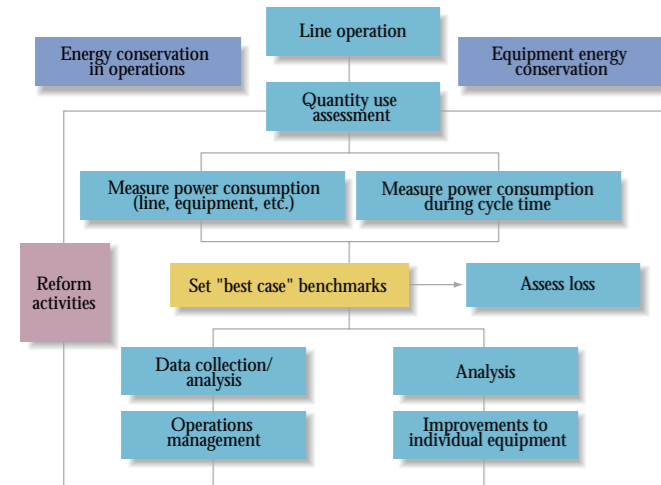 Line operation
Energy conservation
in operations
Equipment energy
conservation
Quantity use
assessment
Measure power consumption
(line, equipment, etc.)
Measure power consumption
during cycle time
Reform
activities
Set "best case" benchmarks
Assess loss
Data collection/
analysis
Analysis
Operations
management
Improvements to
individual equipment